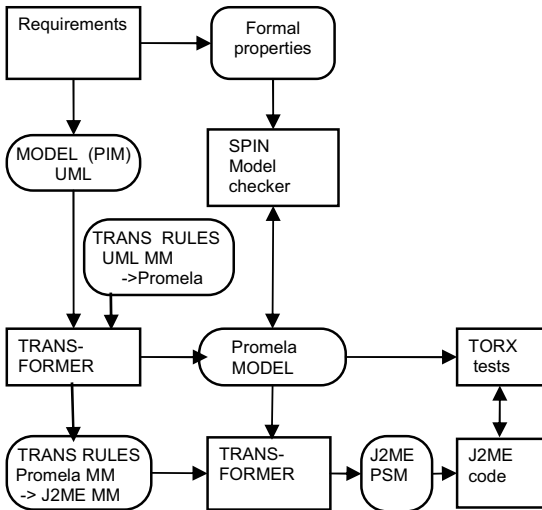 Requirements
Formal
properties
MODEL (PIM)
UML
SPIN
Model
checker
TRANS RULES
UML MM
->Promela
TRANS-
FORMER
Promela
MODEL
TORX
tests
TRANS RULES
Promela MM
-> J2ME MM
TRANS-
FORMER
J2ME
PSM
J2ME
code